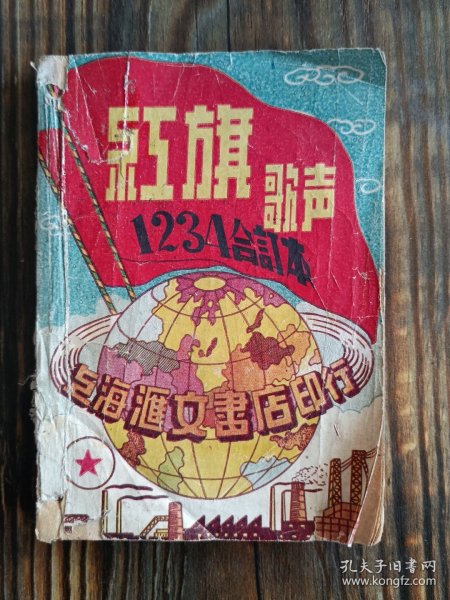 紅旗
歌声
1234合訂本
上海滙文書店印行
孔夫子旧书网
www.kongfz.com